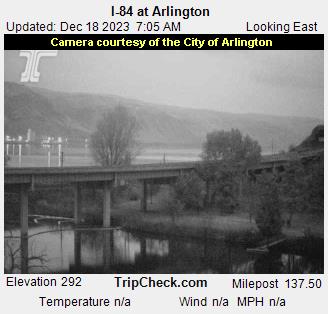 I-84 at Arlington
Updated: Dec 18 2023 7:05 AM Looking East
Camera courtesy of the City of Arlington
Elevation 292 TripCheck.com Milepost 137.50
Temperature n/a Wind n/a MPH n/a